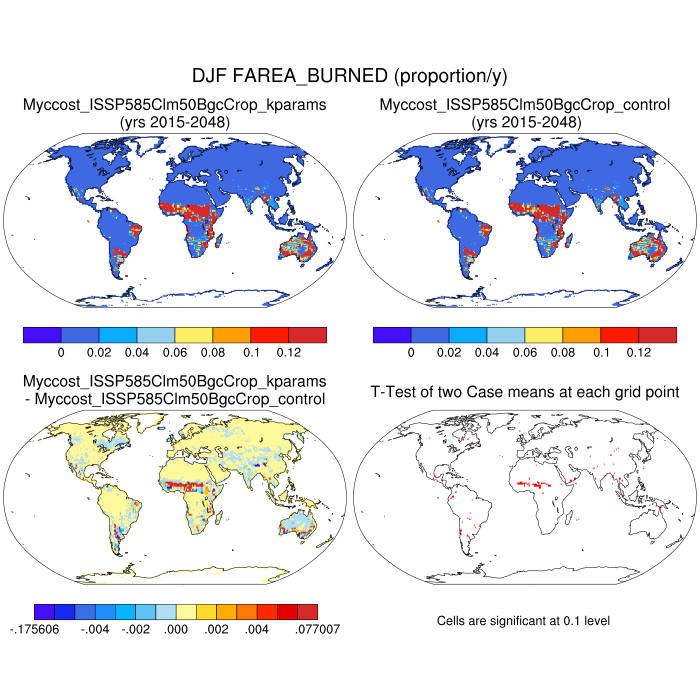 DJF FAREA_BURNED (proportion/y)
Myccost_ISSP585Clm50BgcCrop_kparams
(yrs 2015-2048)
Myccost_ISSP585Clm50BgcCrop_control
(yrs 2015-2048)
0 0.02 0.04 0.06 0.08 0.1 0.12
0 0.02 0.04 0.06 0.08 0.1 0.12
Myccost_ISSP585Clm50BgcCrop_kparams
- Myccost_ISSP585Clm50BgcCrop_control
T-Test of two Case means at each grid point
-.175606 -.004 -.002 .000 .002 .004 .077007
Cells are significant at 0.1 level